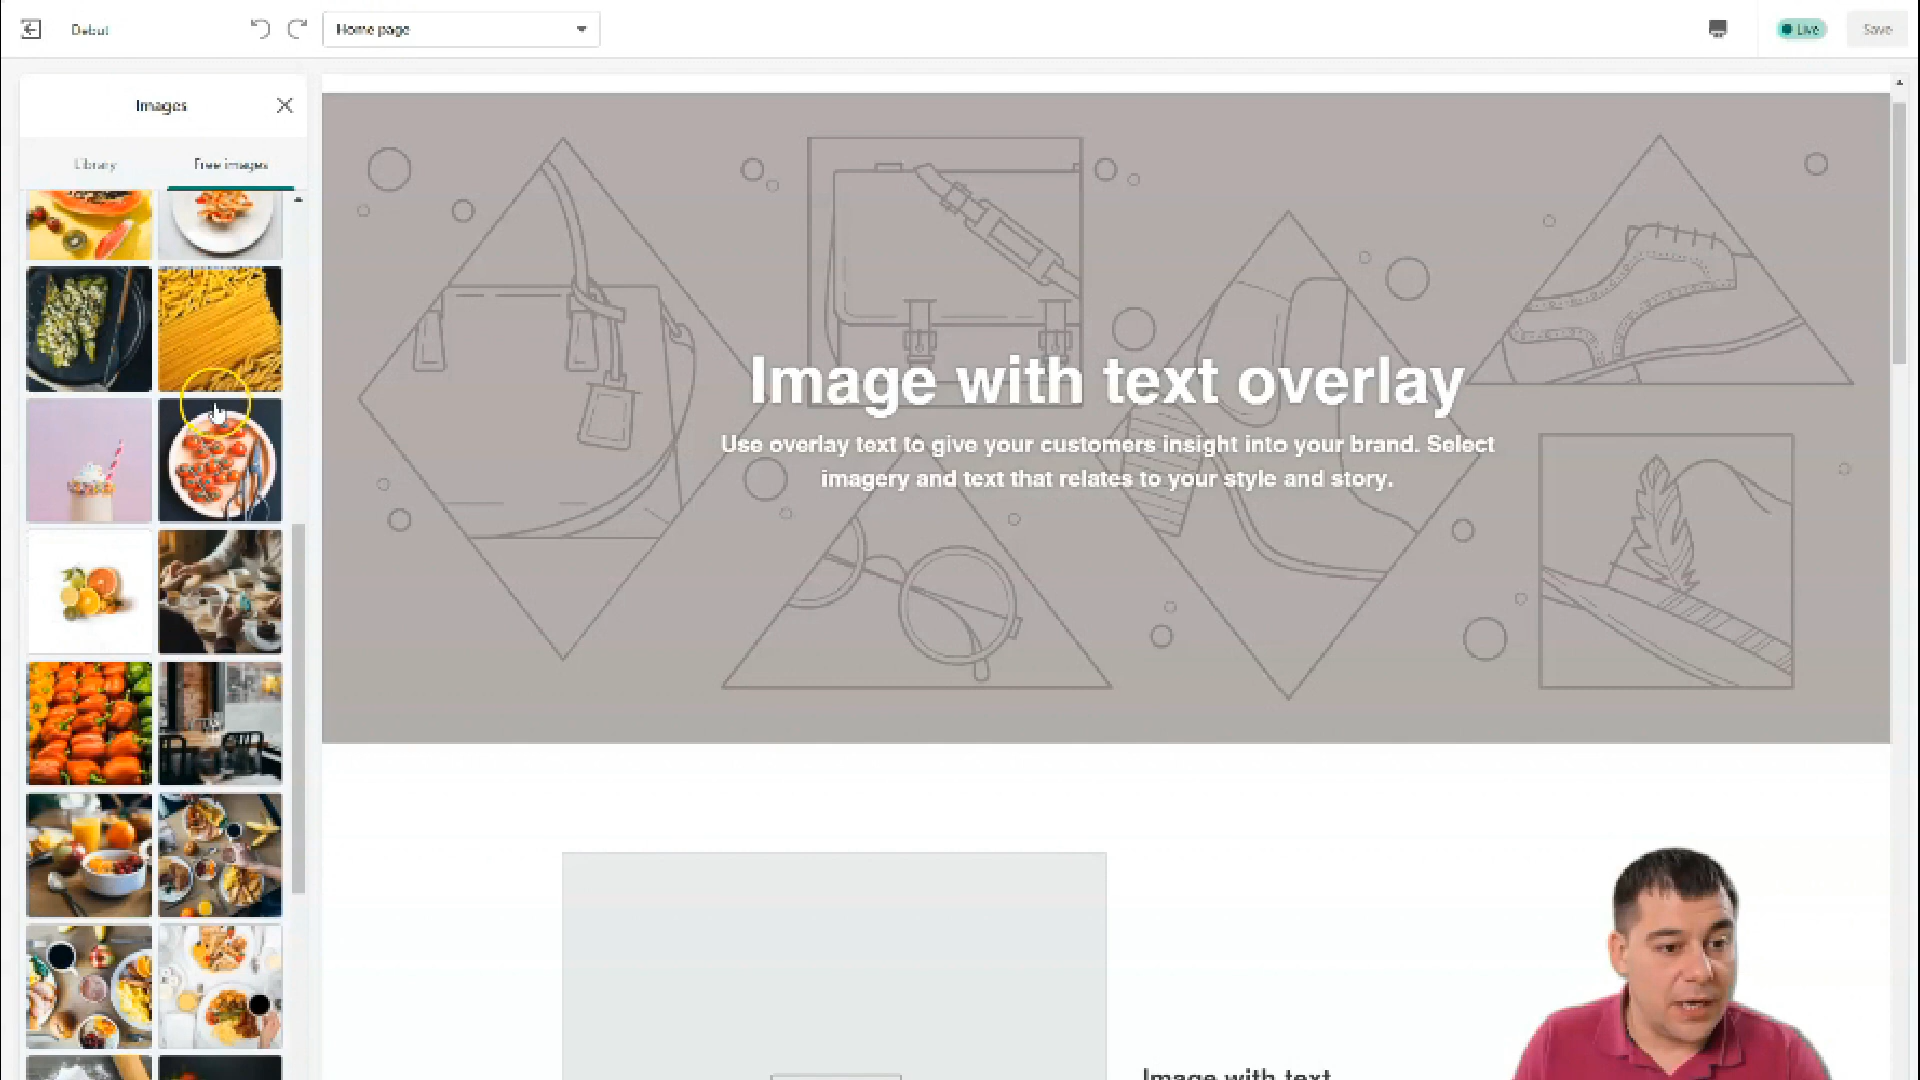 Debut
Home page
Live
Save
Images
Library
Free images
Image with text overlay
Use overlay text to give your customers insight into your brand. Select
imagery and text that relates to your style and story.
Image with text